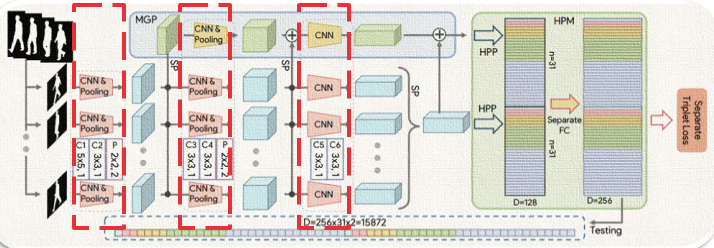 MGP
CNN &
Pooling
CNN
SP
SP
CNN &
Pooling
CNN &
Pooling
CNN
CNN &
Pooling
CNN &
Pooling
CNN
C1 C2 P.
5x5,1 3x3,1 2x2,2
C3 C4 P.
3x3,1 3x3,1 2x2,2
C5 C6
3x3,1 3x3,1
CNN &
Pooling
CNN &
Pooling
CNN
SP
HPP
HPP
HPM
n=31
n=31
Separate
FC
D=128
D=256
Separate
Triplet Loss
D=256x31x2=15872
Testing